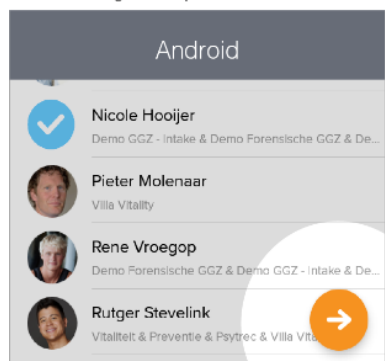 Android
Nicole Hooijer
Demo GGZ - Intake & Demo Forensische GGZ & De...
Pieter Molenaar
Villa Vitality
Rene Vroegop
Demo Forensische GGZ & Demo GGZ - Intake & De...
Rutger Stevelink
Vitaliteit & Preventie & Psytrec & Villa